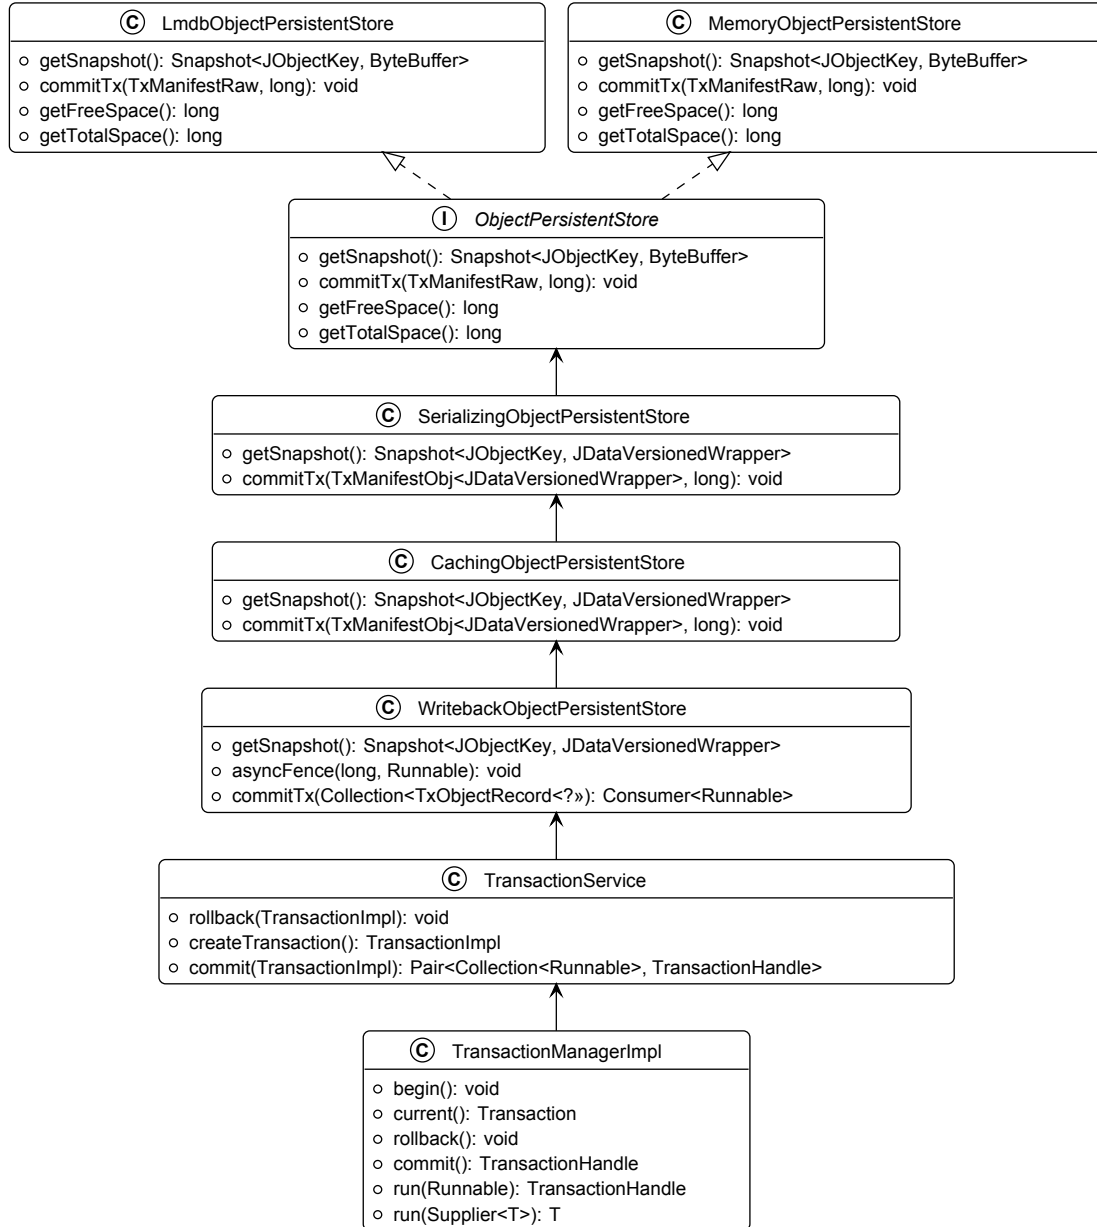 C LmdbObjectPersistentStore
getSnapshot(): Snapshot<JObjectKey, ByteBuffer>
commitTx(TxManifestRaw, long): void
getFreeSpace(): long
getTotalSpace(): long
C MemoryObjectPersistentStore
getSnapshot(): Snapshot<JObjectKey, ByteBuffer>
commitTx(TxManifestRaw, long): void
getFreeSpace(): long
getTotalSpace(): long
I ObjectPersistentStore
getSnapshot(): Snapshot<JObjectKey, ByteBuffer>
commitTx(TxManifestRaw, long): void
getFreeSpace(): long
getTotalSpace(): long
C SerializingObjectPersistentStore
getSnapshot(): Snapshot<JObjectKey, JDataVersionedWrapper>
commitTx(TxManifestObj<JDataVersionedWrapper>, long): void
C CachingObjectPersistentStore
getSnapshot(): Snapshot<JObjectKey, JDataVersionedWrapper>
commitTx(TxManifestObj<JDataVersionedWrapper>, long): void
C WritebackObjectPersistentStore
getSnapshot(): Snapshot<JObjectKey, JDataVersionedWrapper>
asyncFence(long, Runnable): void
commitTx(Collection<TxObjectRecord<?»): Consumer<Runnable>
C TransactionService
rollback(TransactionImpl): void
createTransaction(): TransactionImpl
commit(TransactionImpl): Pair<Collection<Runnable>, TransactionHandle>
C TransactionManagerImpl
begin(): void
current(): Transaction
rollback(): void
commit(): TransactionHandle
run(Runnable): TransactionHandle
run(Supplier<T>): T